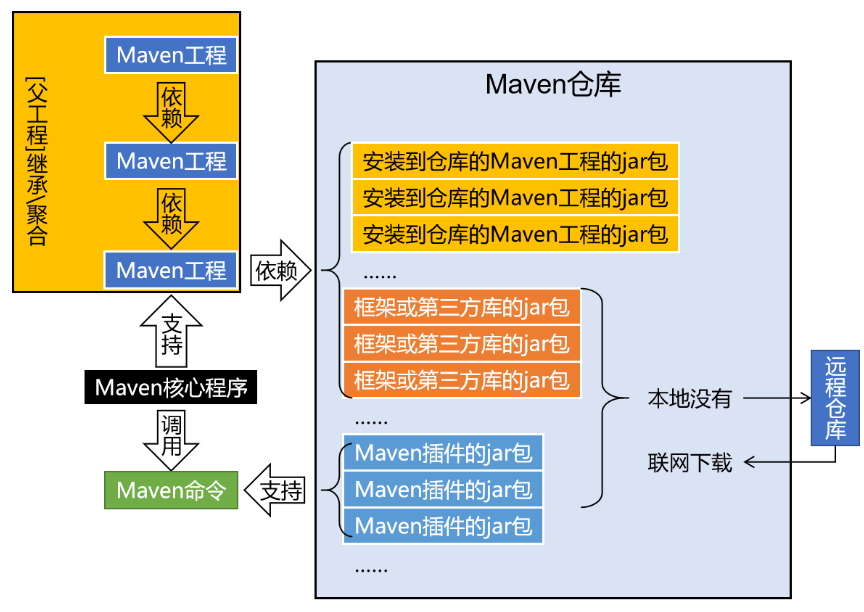 [父工程]继承/聚合
Maven工程
依赖
Maven工程
依赖
Maven工程
依赖
支持
Maven核心程序
调用
Maven命令
支持
Maven仓库
安装到仓库的Maven工程的jar包
安装到仓库的Maven工程的jar包
安装到仓库的Maven工程的jar包
......
框架或第三方库的jar包
框架或第三方库的jar包
框架或第三方库的jar包
......
Maven插件的jar包
Maven插件的jar包
Maven插件的jar包
......
本地没有
联网下载
远程仓库